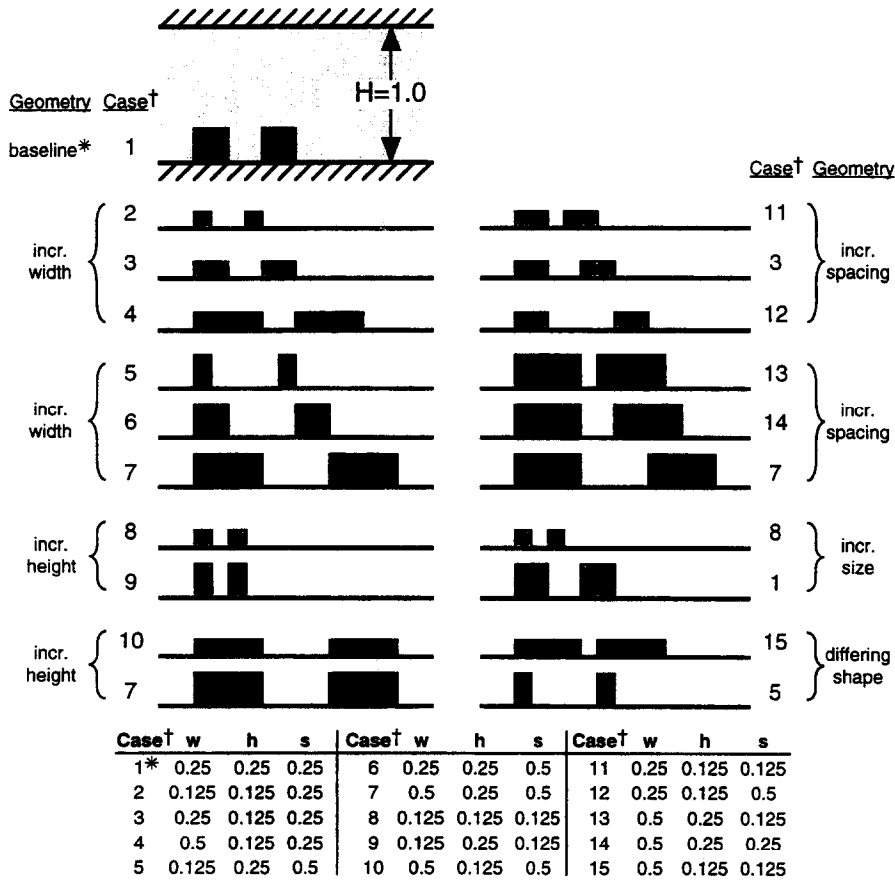 H=1.0
Geometry Case†
baseline* 1
Case† Geometry
2
incr. width 3
4
11
3 incr. spacing
12
5
incr. width 6
7
13
14 incr. spacing
7
8
incr. height
9
8
incr. size
1
10
incr. height
7
15
differing shape
5
Case† w h s Case† w h s Case† w h s
1* 0.25 0.25 0.25 6 0.25 0.25 0.5 11 0.25 0.125 0.125
2 0.125 0.125 0.25 7 0.5 0.25 0.5 12 0.25 0.125 0.5
3 0.25 0.125 0.25 8 0.125 0.125 0.125 13 0.5 0.25 0.125
4 0.5 0.125 0.25 9 0.125 0.25 0.125 14 0.5 0.25 0.25
5 0.125 0.25 0.5 10 0.5 0.125 0.5 15 0.5 0.125 0.125